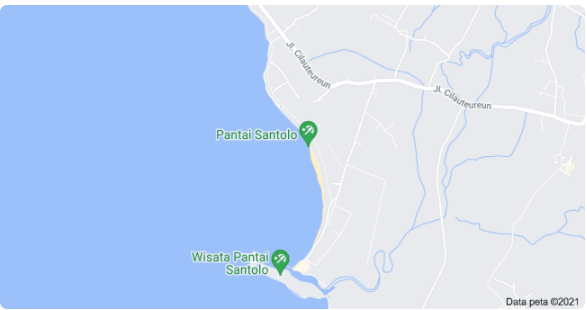 Jl. Cilauteureun
Jl. Cilauteureun
Pantai Santolo
Wisata Pantai
Santolo
Data peta ©2021